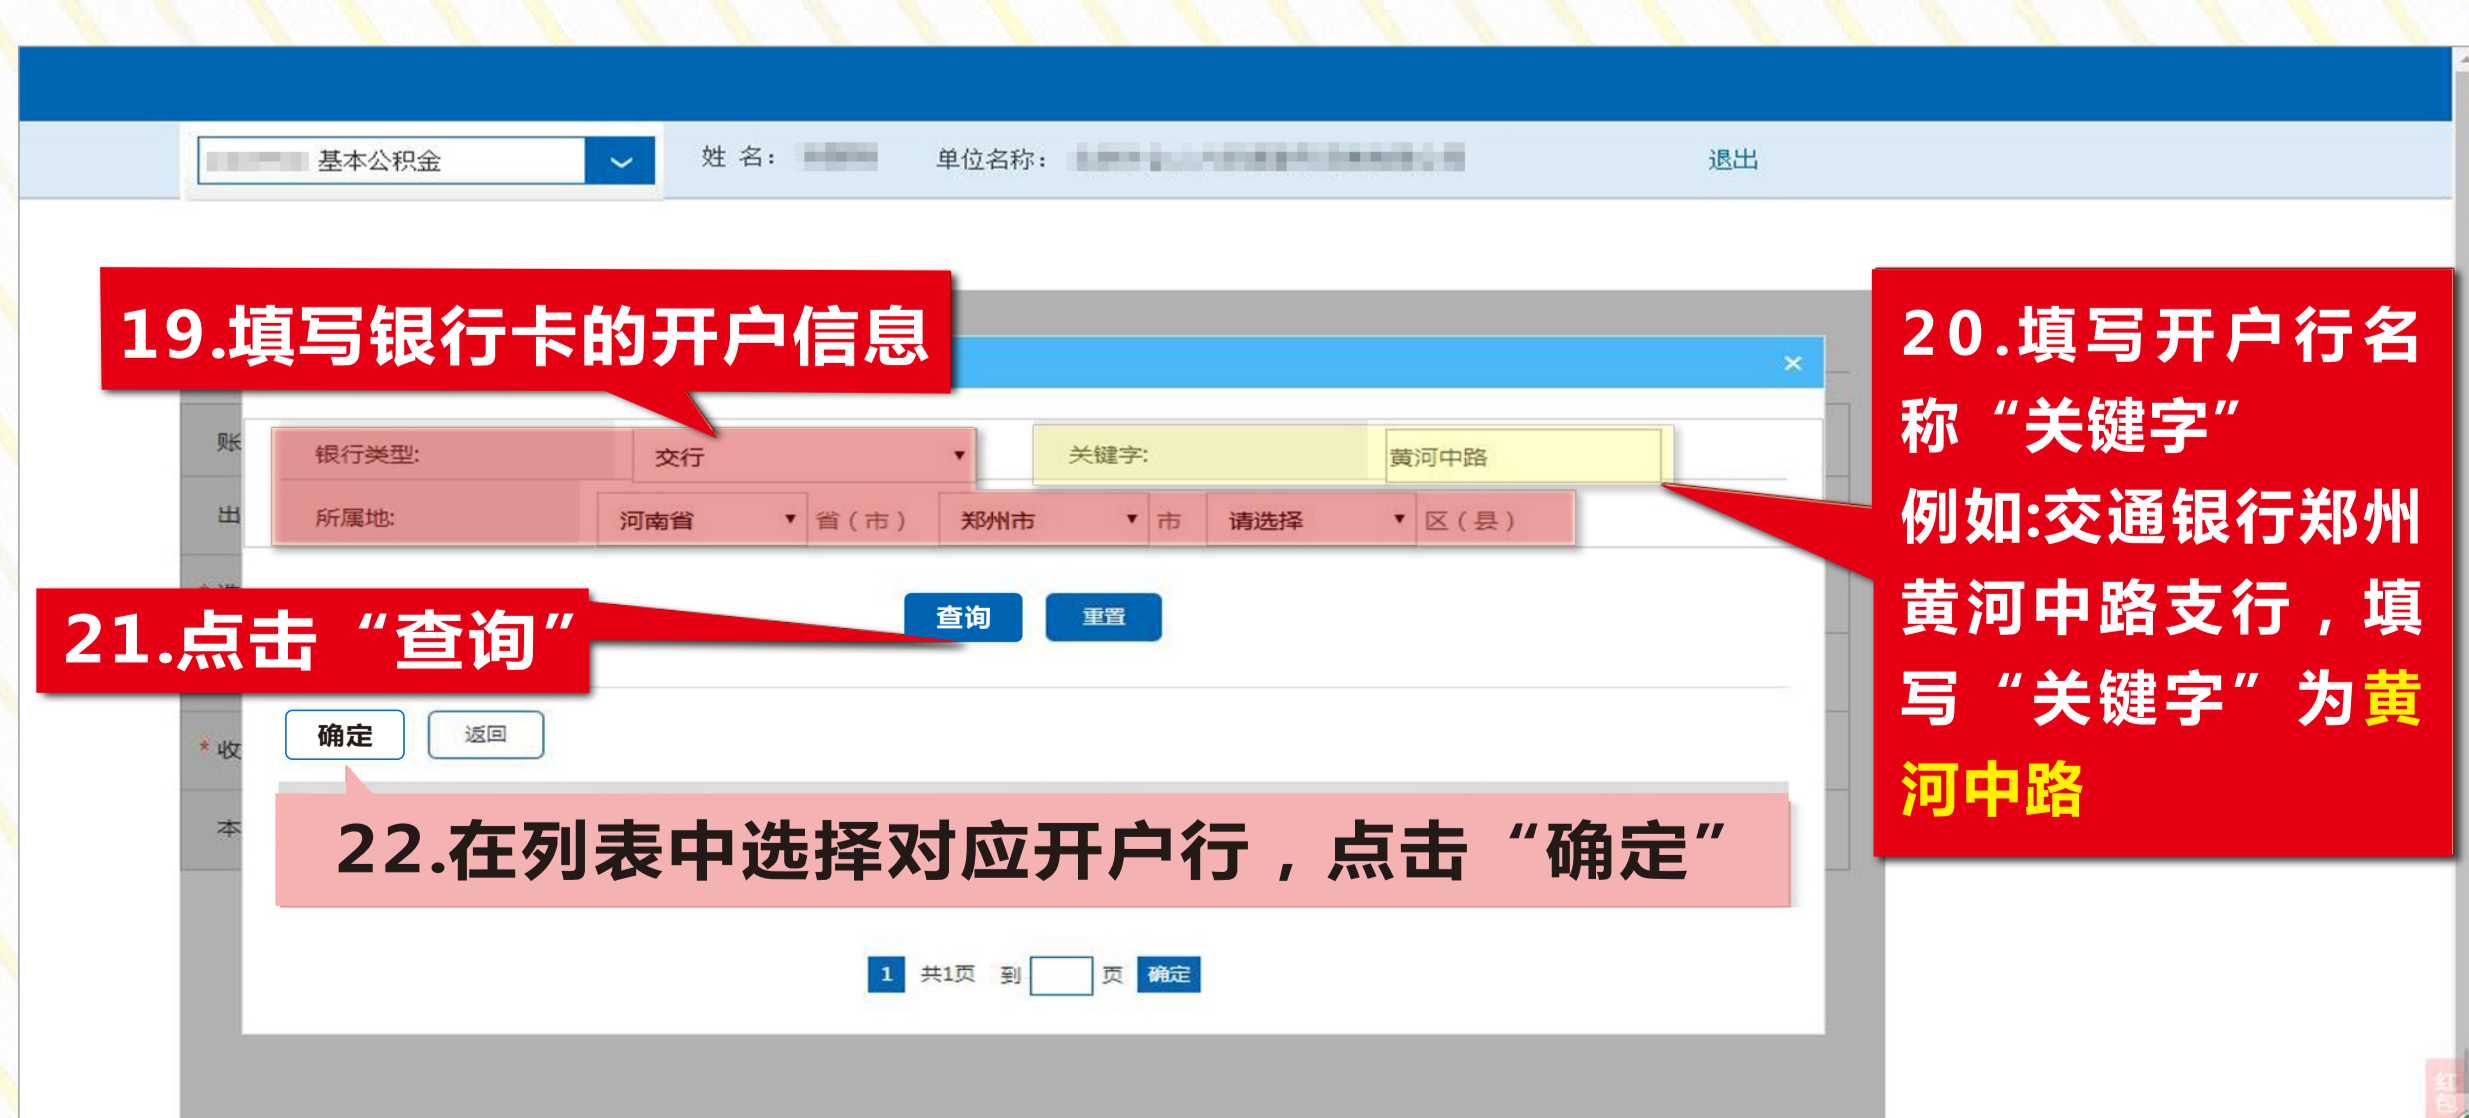 基本公积金
姓 名：
单位名称：
退出
19.填写银行卡的开户信息
×
20.填写开户行名
称“关键字”
例如:交通银行郑州
黄河中路支行，填
写“关键字”为黄
河中路
账
银行类型:
交行
关键字:
黄河中路
出
所属地:
河南省
省（市）
郑州市
市
请选择
区（县）
21.点击“查询”
查询
重置
* 收
确定
返回
本
22.在列表中选择对应开户行，点击“确定”
1 共1页 到 页 确定
红
包